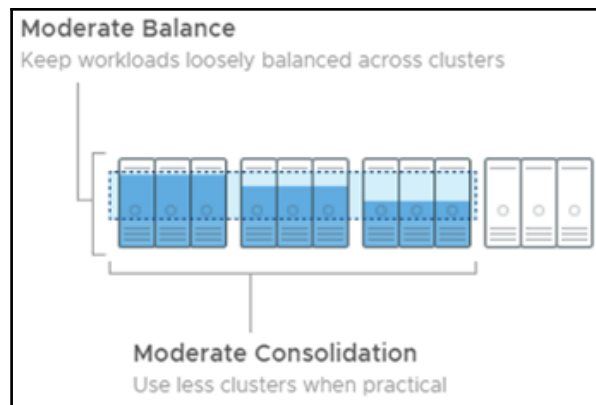 Moderate Balance
Keep workloads loosely balanced across clusters
Moderate Consolidation
Use less clusters when practical